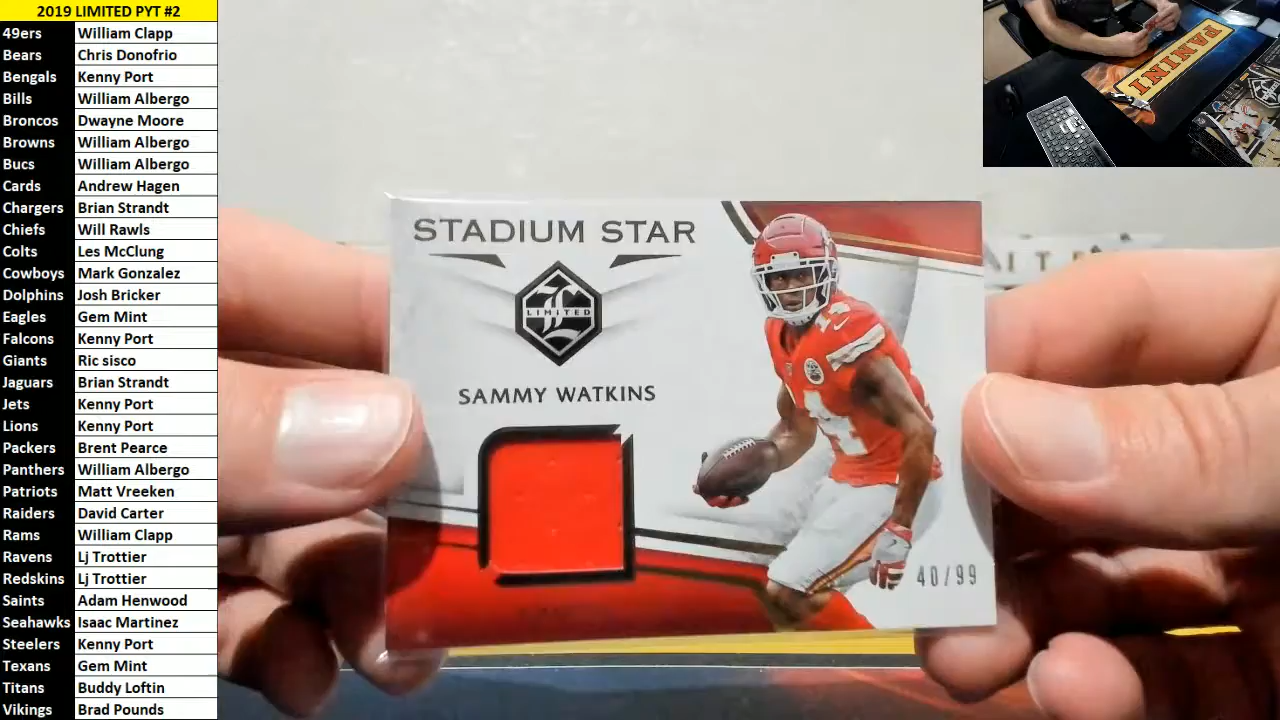 2019 LIMITED PYT #2
49ers William Clapp
Bears Chris Donofrio
Bengals Kenny Port
Bills William Albergo
Broncos Dwayne Moore
Browns William Albergo
Bucs William Albergo
Cards Andrew Hagen
Chargers Brian Strandt
Chiefs Will Rawls
Colts Les McClung
Cowboys Mark Gonzalez
Dolphins Josh Bricker
Eagles Gem Mint
Falcons Kenny Port
Giants Ric sisco
Jaguars Brian Strandt
Jets Kenny Port
Lions Kenny Port
Packers Brent Pearce
Panthers William Albergo
Patriots Matt Vreeken
Raiders David Carter
Rams William Clapp
Ravens Lj Trottier
Redskins Lj Trottier
Saints Adam Henwood
Seahawks Isaac Martinez
Steelers Kenny Port
Texans Gem Mint
Titans Buddy Loftin
Vikings Brad Pounds
STADIUM STAR
LIMITED
SAMMY WATKINS
14
14
40/99
PANINI